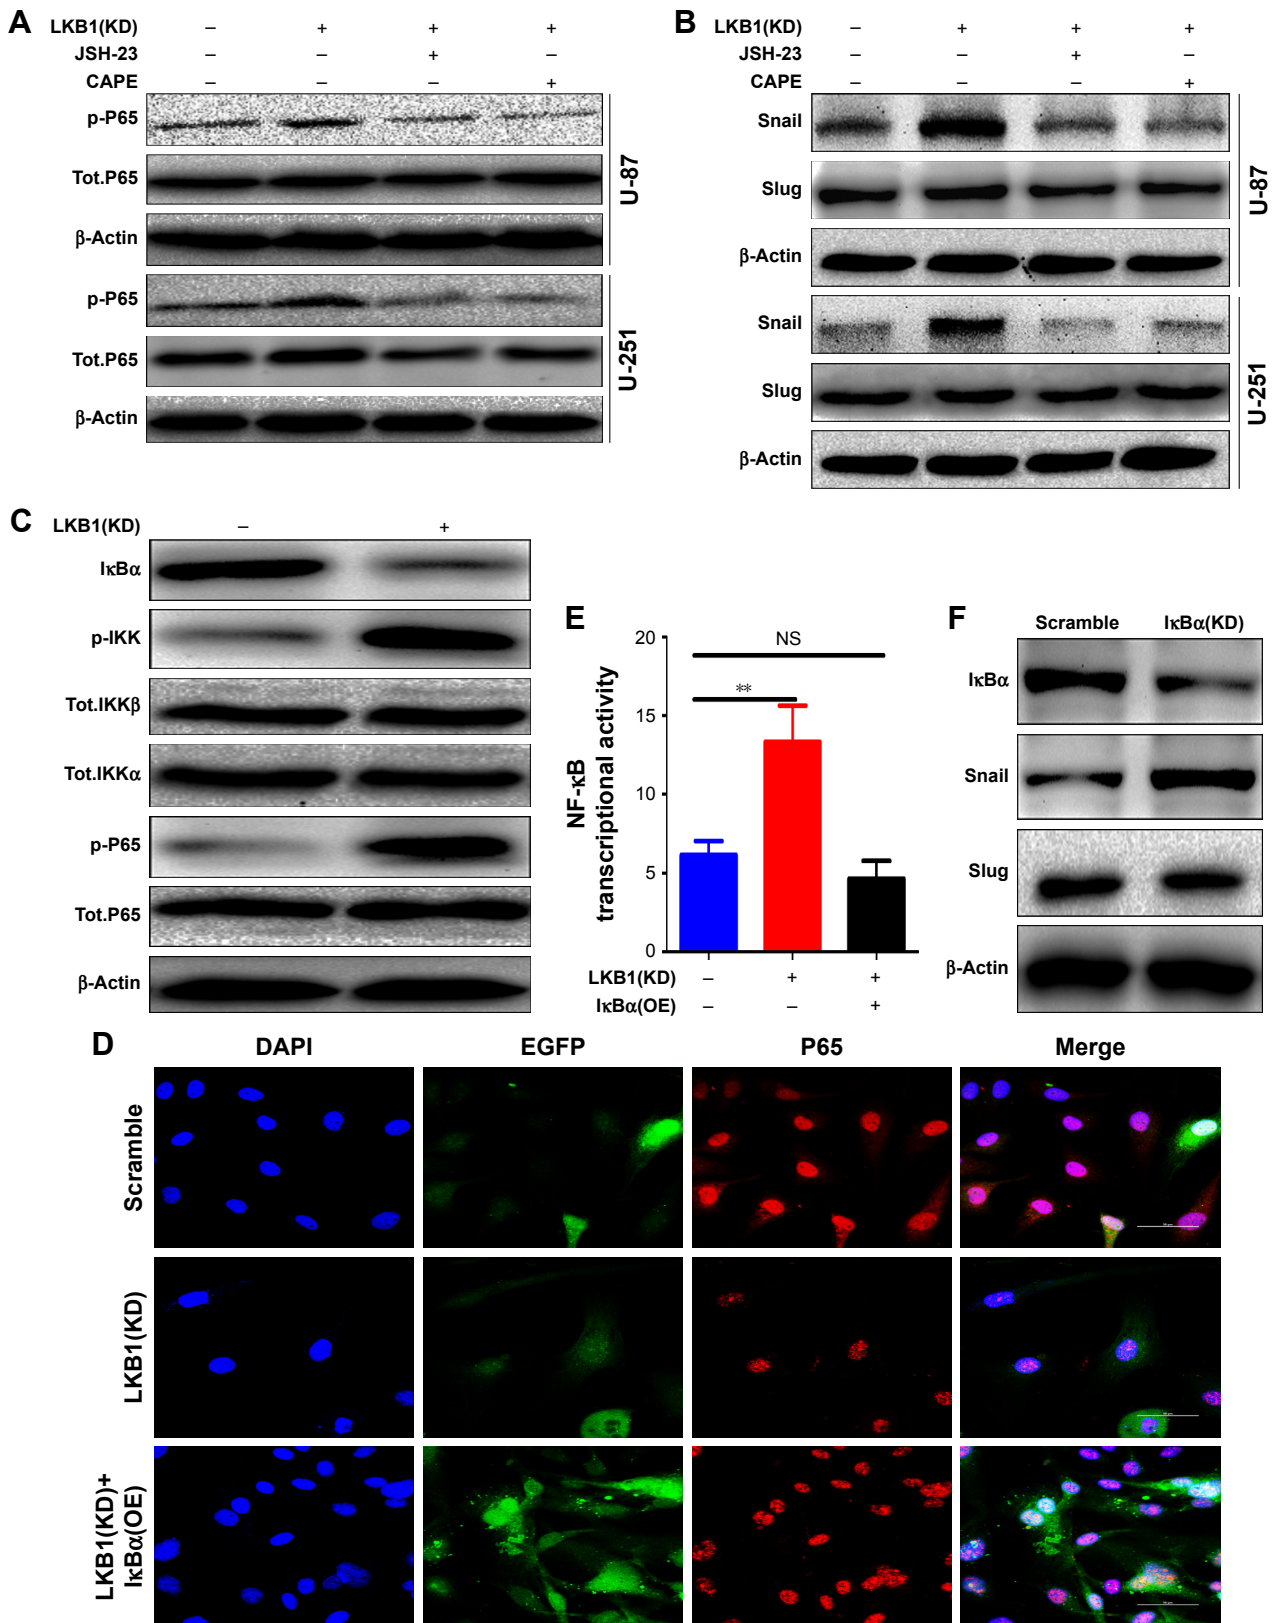 A
LKB1(KD) – + + +
JSH-23 – – + –
CAPE – – – +
p-P65
Tot.P65
β-Actin
U-87
p-P65
Tot.P65
β-Actin
U-251
B
LKB1(KD) – + + +
JSH-23 – – + –
CAPE – – – +
Snail
Slug
β-Actin
U-87
Snail
Slug
β-Actin
U-251
C
LKB1(KD) – +
IκBα
p-IKK
Tot.IKKβ
Tot.IKKα
p-P65
Tot.P65
β-Actin
E
NF-κB
transcriptional activity
20
15
10
5
0
NS
**
LKB1(KD) – + +
IκBα(OE) – – +
F
Scramble IκBα(KD)
IκBα
Snail
Slug
β-Actin
D
DAPI EGFP P65 Merge
Scramble
LKB1(KD)
LKB1(KD)+
IκBα(OE)